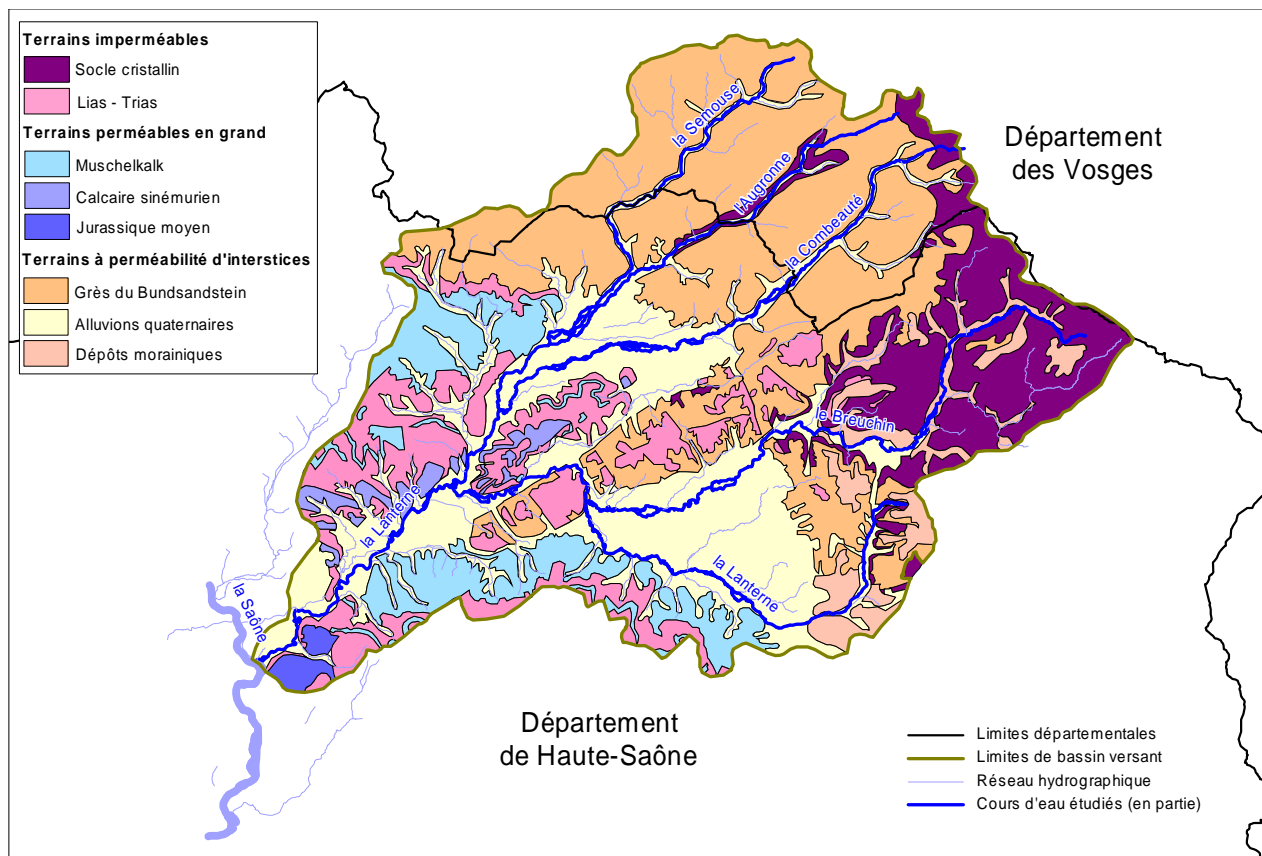 Terrains imperméables
Socle cristallin
Lias - Trias
Terrains perméables en grand
Muschelkalk
Calcaire sinémurien
Jurassique moyen
Terrains à perméabilité d'interstices
Grès du Bundsandstein
Alluvions quaternaires
Dépôts morainiques
la Semouse
l'Augronne
la Combeauté
Département
des Vosges
le Breuchin
la Lanterne
la Lanterne
la Saône
Département
de Haute-Saône
Limites départementales
Limites de bassin versant
Réseau hydrographique
Cours d'eau étudiés (en partie)